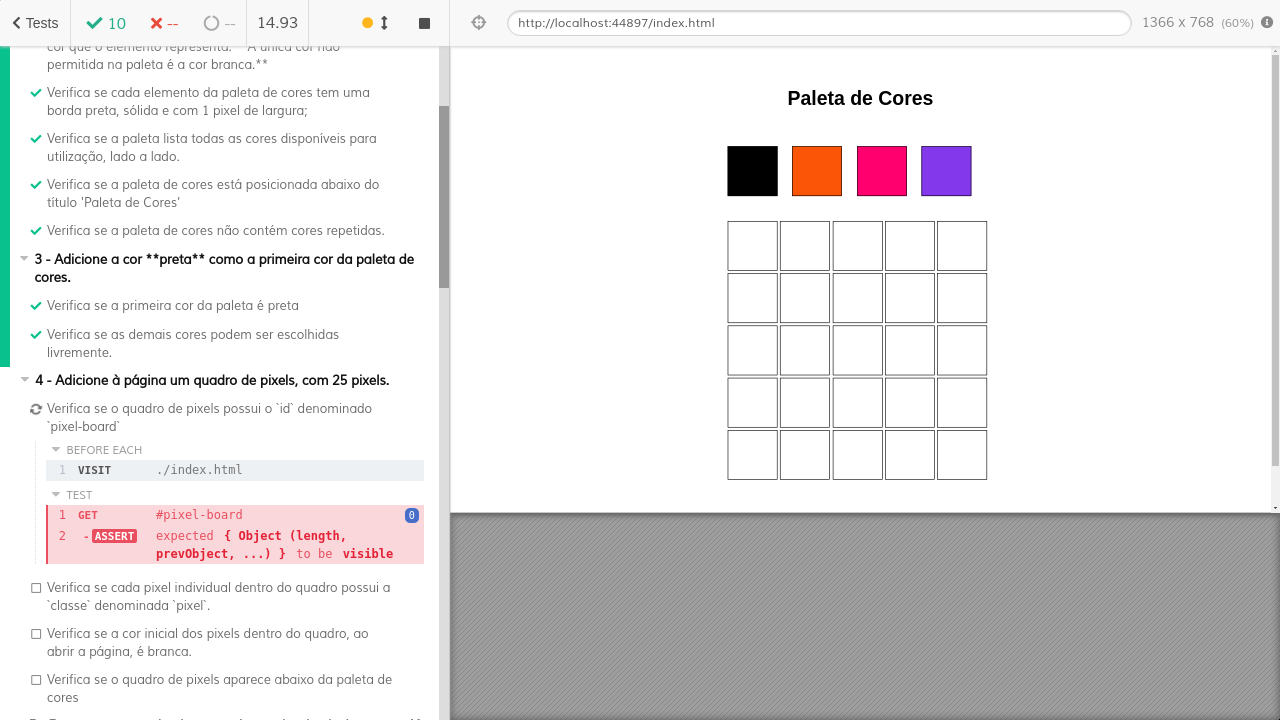 Tests
10
--
--
14.93
http://localhost:44897/index.html
1366 x 768 (60%)
cor que o elemento representa. **A única cor não
permitida na paleta é a cor branca.**
Verifica se cada elemento da paleta de cores tem uma
borda preta, sólida e com 1 pixel de largura;
Verifica se a paleta lista todas as cores disponíveis para
utilização, lado a lado.
Verifica se a paleta de cores está posicionada abaixo do
título 'Paleta de Cores'
Verifica se a paleta de cores não contém cores repetidas.
3 - Adicione a cor **preta** como a primeira cor da paleta de
cores.
Verifica se a primeira cor da paleta é preta
Verifica se as demais cores podem ser escolhidas
livremente.
4 - Adicione à página um quadro de pixels, com 25 pixels.
Verifica se o quadro de pixels possui o `id` denominado
`pixel-board`
BEFORE EACH
1 VISIT ./index.html
TEST
1 GET #pixel-board 0
2 -ASSERT expected { Object (length,
prevObject, ...) } to be visible
Verifica se cada pixel individual dentro do quadro possui a
`classe` denominada `pixel`.
Verifica se a cor inicial dos pixels dentro do quadro, ao
abrir a página, é branca.
Verifica se o quadro de pixels aparece abaixo da paleta de
cores
Paleta de Cores